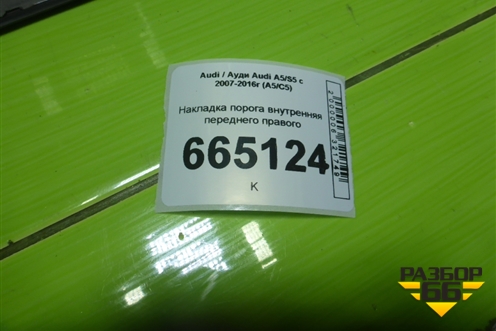 Audi / Ауди Audi A5/S5 с
2007-2016г (A5/C5)
Накладка порога внутренняя
переднего правого
665124
К
РАЗБОР
66